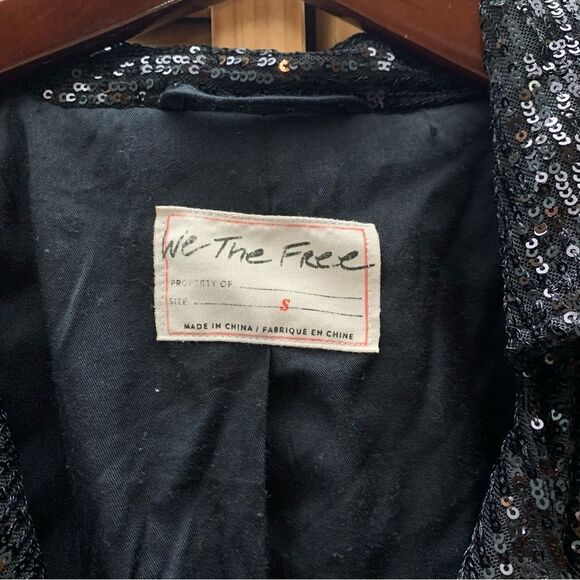 We The Free
PROPERTY OF
SIZE S
MADE IN CHINA / FABRIQUÉ EN CHINE